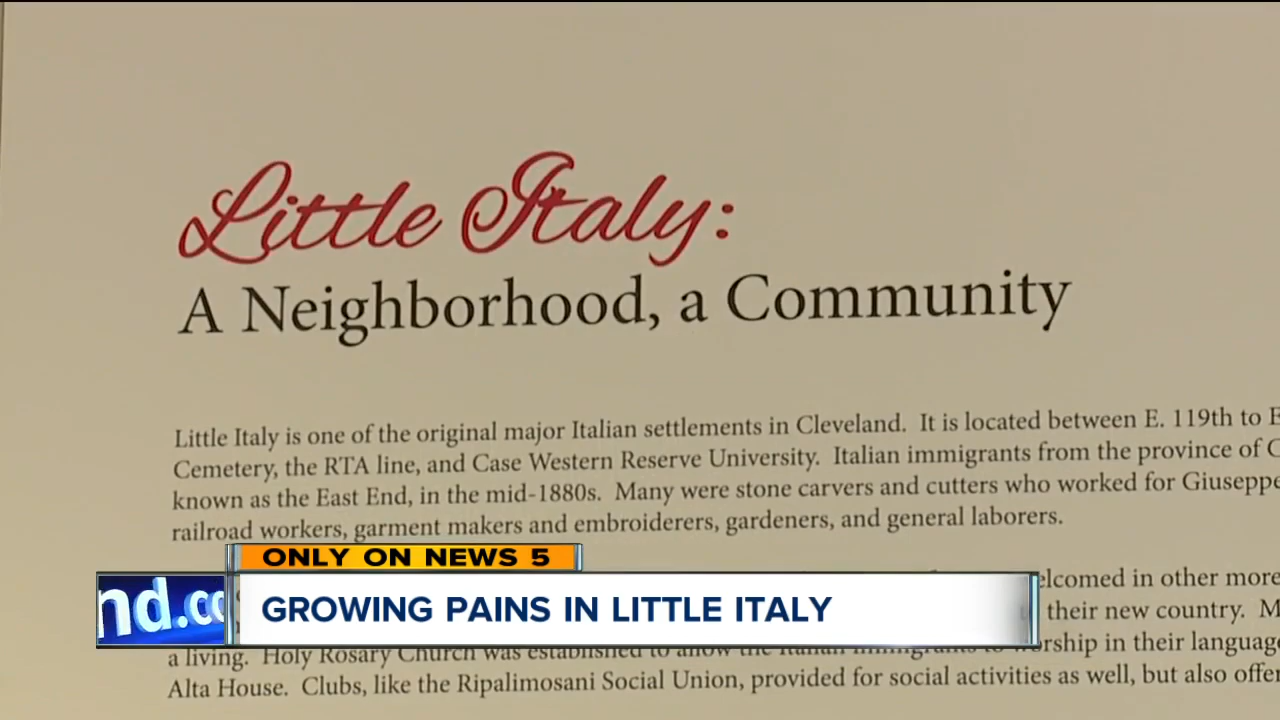 Little Italy:
A Neighborhood, a Community
Little Italy is one of the original major Italian settlements in Cleveland. It is located between E. 119th to
Cemetery, the RTA line, and Case Western Reserve University. Italian immigrants from the province of
known as the East End, in the mid-1880s. Many were stone carvers and cutters who worked for Giuseppe
railroad workers, garment makers and embroiderers, gardeners, and general laborers.
ONLY ON NEWS 5
elcomed in other more
nd.co
GROWING PAINS IN LITTLE ITALY
their new country. M
a living. Holy Rosary Church was established to allow the Italian immigrants to worship in their language
Alta House. Clubs, like the Ripalimosani Social Union, provided for social activities as well, but also offer